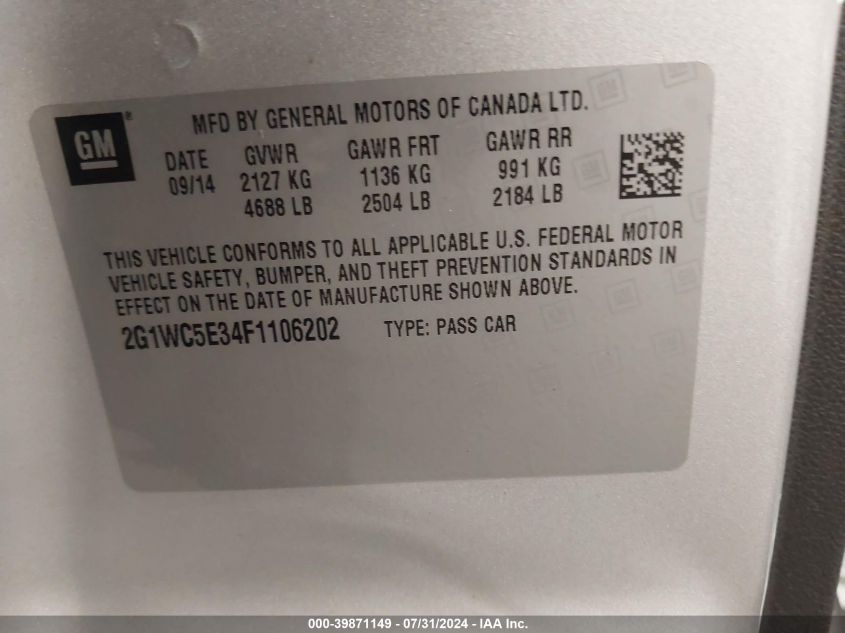 GM ®
MFD BY GENERAL MOTORS OF CANADA LTD.
DATE GVWR GAWR FRT GAWR RR
09/14 2127 KG 1136 KG 991 KG
4688 LB 2504 LB 2184 LB
THIS VEHICLE CONFORMS TO ALL APPLICABLE U.S. FEDERAL MOTOR
VEHICLE SAFETY, BUMPER, AND THEFT PREVENTION STANDARDS IN
EFFECT ON THE DATE OF MANUFACTURE SHOWN ABOVE.
2G1WC5E34F1106202 TYPE: PASS CAR
000-39871149 - 07/31/2024 - IAA Inc.